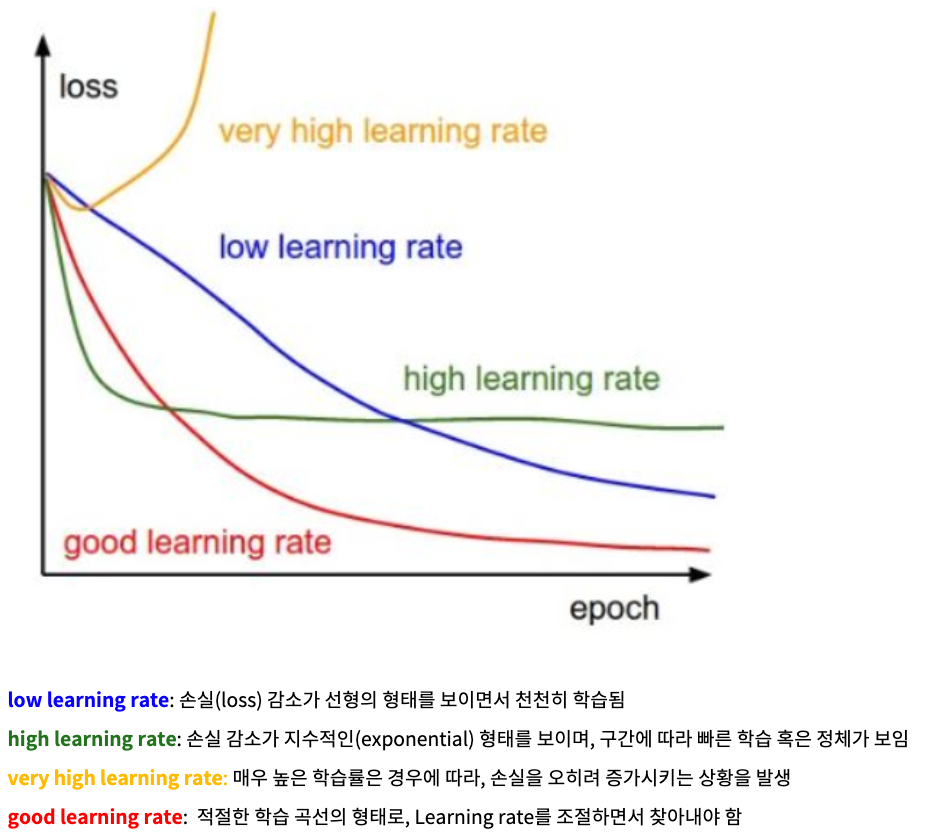 loss
very high learning rate
low learning rate
high learning rate
good learning rate
epoch
low learning rate: 손실(loss) 감소가 선형의 형태를 보이면서 천천히 학습됨
high learning rate: 손실 감소가 지수적인(exponential) 형태를 보이며, 구간에 따라 빠른 학습 혹은 정체가 보임
very high learning rate: 매우 높은 학습률은 경우에 따라, 손실을 오히려 증가시키는 상황을 발생
good learning rate: 적절한 학습 곡선의 형태로, Learning rate를 조절하면서 찾아내야 함